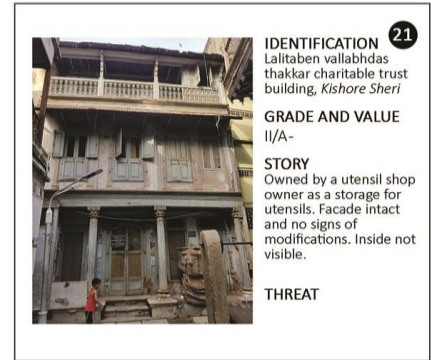 21
IDENTIFICATION
Lalitaben vallabhdas
thakkar charitable trust
building, Kishore Sheri
GRADE AND VALUE
II/A-
STORY
Owned by a utensil shop
owner as a storage for
utensils. Facade intact
and no signs of
modifications. Inside not
visible.
THREAT